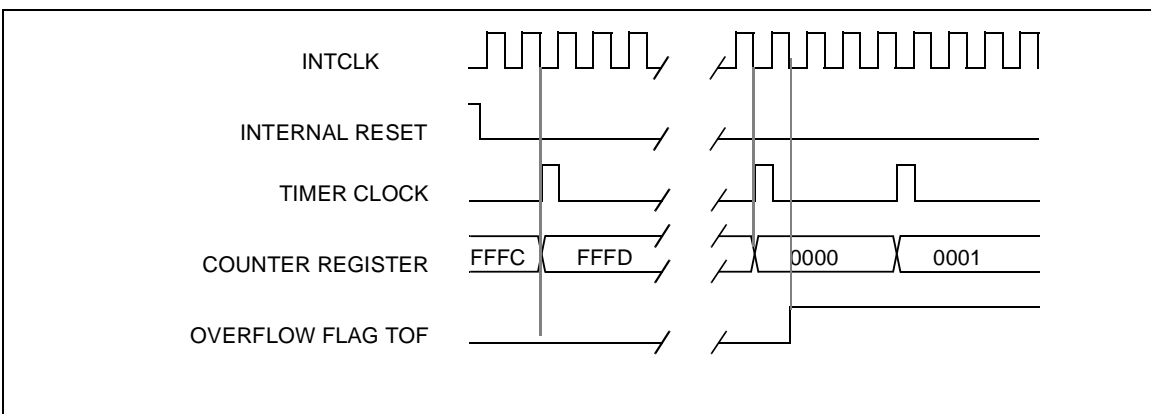 INTCLK
INTERNAL RESET
TIMER CLOCK
COUNTER REGISTER FFFC FFFD 0000 0001
OVERFLOW FLAG TOF